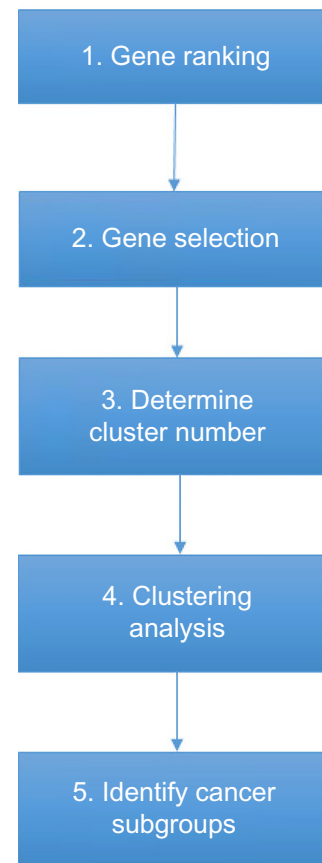 1. Gene ranking
2. Gene selection
3. Determine
cluster number
4. Clustering
analysis
5. Identify cancer
subgroups